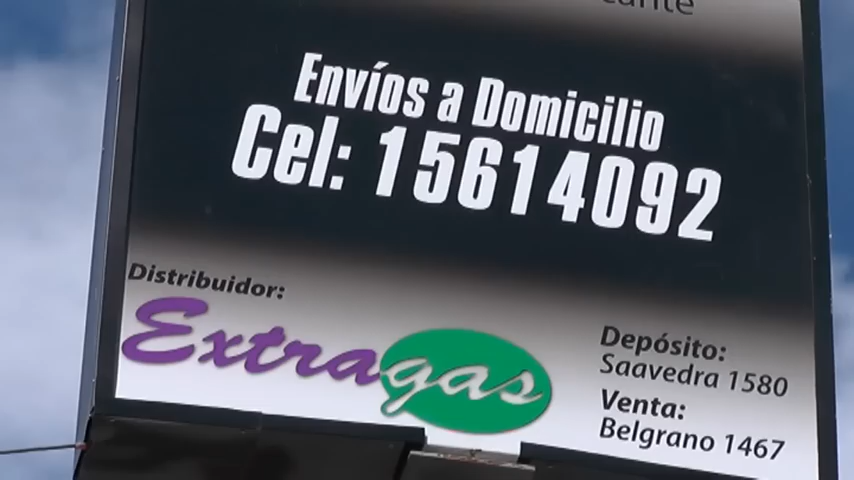 Envíos a Domicilio
Cel: 15614092
Distribuidor:
Extragas
Depósito:
Saavedra 1580
Venta:
Belgrano 1467